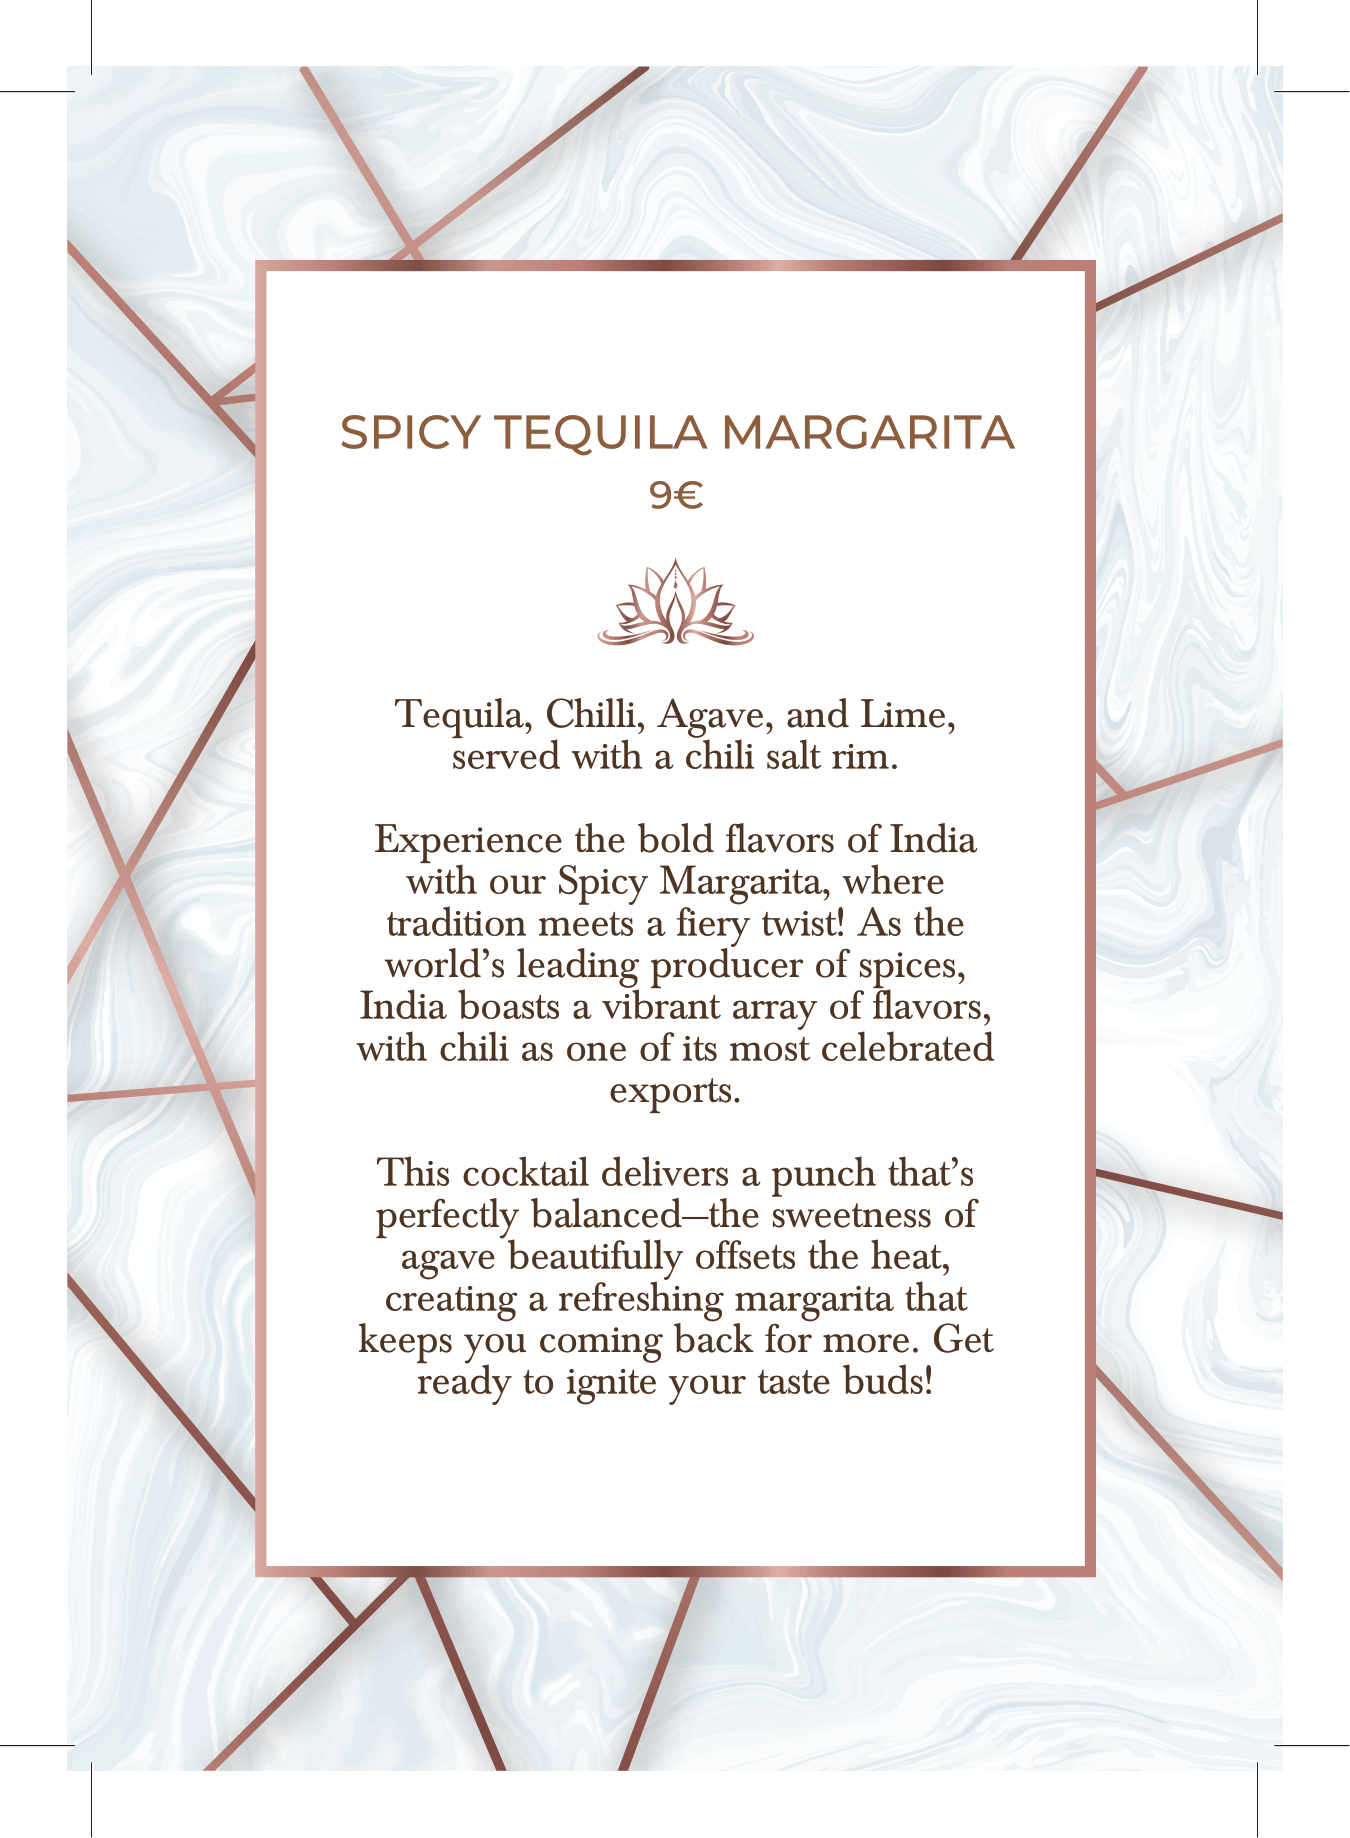 SPICY TEQUILA MARGARITA
9€
Tequila, Chilli, Agave, and Lime,
served with a chili salt rim.
Experience the bold flavors of India
with our Spicy Margarita, where
tradition meets a fiery twist! As the
world’s leading producer of spices,
India boasts a vibrant array of flavors,
with chili as one of its most celebrated
exports.
This cocktail delivers a punch that’s
perfectly balanced—the sweetness of
agave beautifully offsets the heat,
creating a refreshing margarita that
keeps you coming back for more. Get
ready to ignite your taste buds!